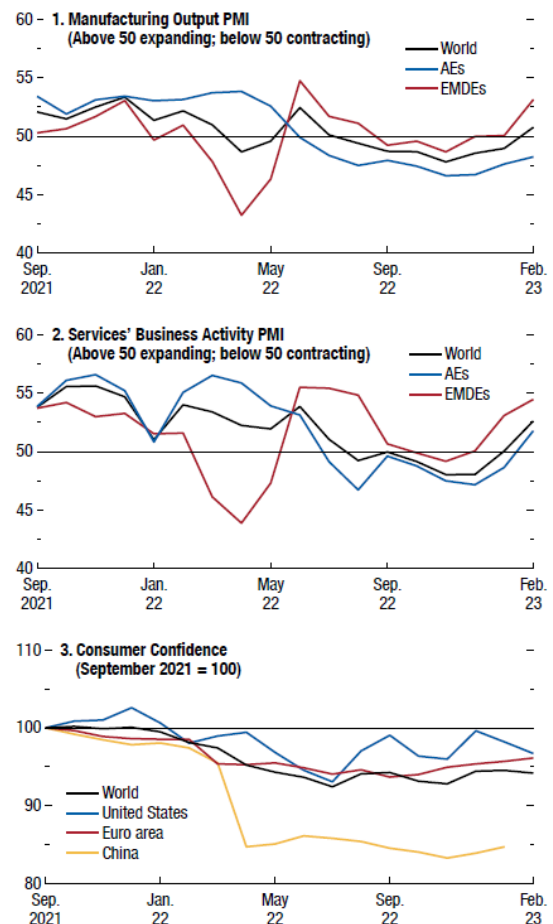 1. Manufacturing Output PMI
(Above 50 expanding; below 50 contracting)
World
AEs
EMDEs
60
55
50
45
40
Sep.
2021
Jan.
22
May
22
Sep.
22
Feb.
23
2. Services' Business Activity PMI
(Above 50 expanding; below 50 contracting)
World
AEs
EMDEs
60
55
50
45
40
Sep.
2021
Jan.
22
May
22
Sep.
22
Feb.
23
3. Consumer Confidence
(September 2021 = 100)
110
100
90
80
World
United States
Euro area
China
Sep.
2021
Jan.
22
May
22
Sep.
22
Feb.
23